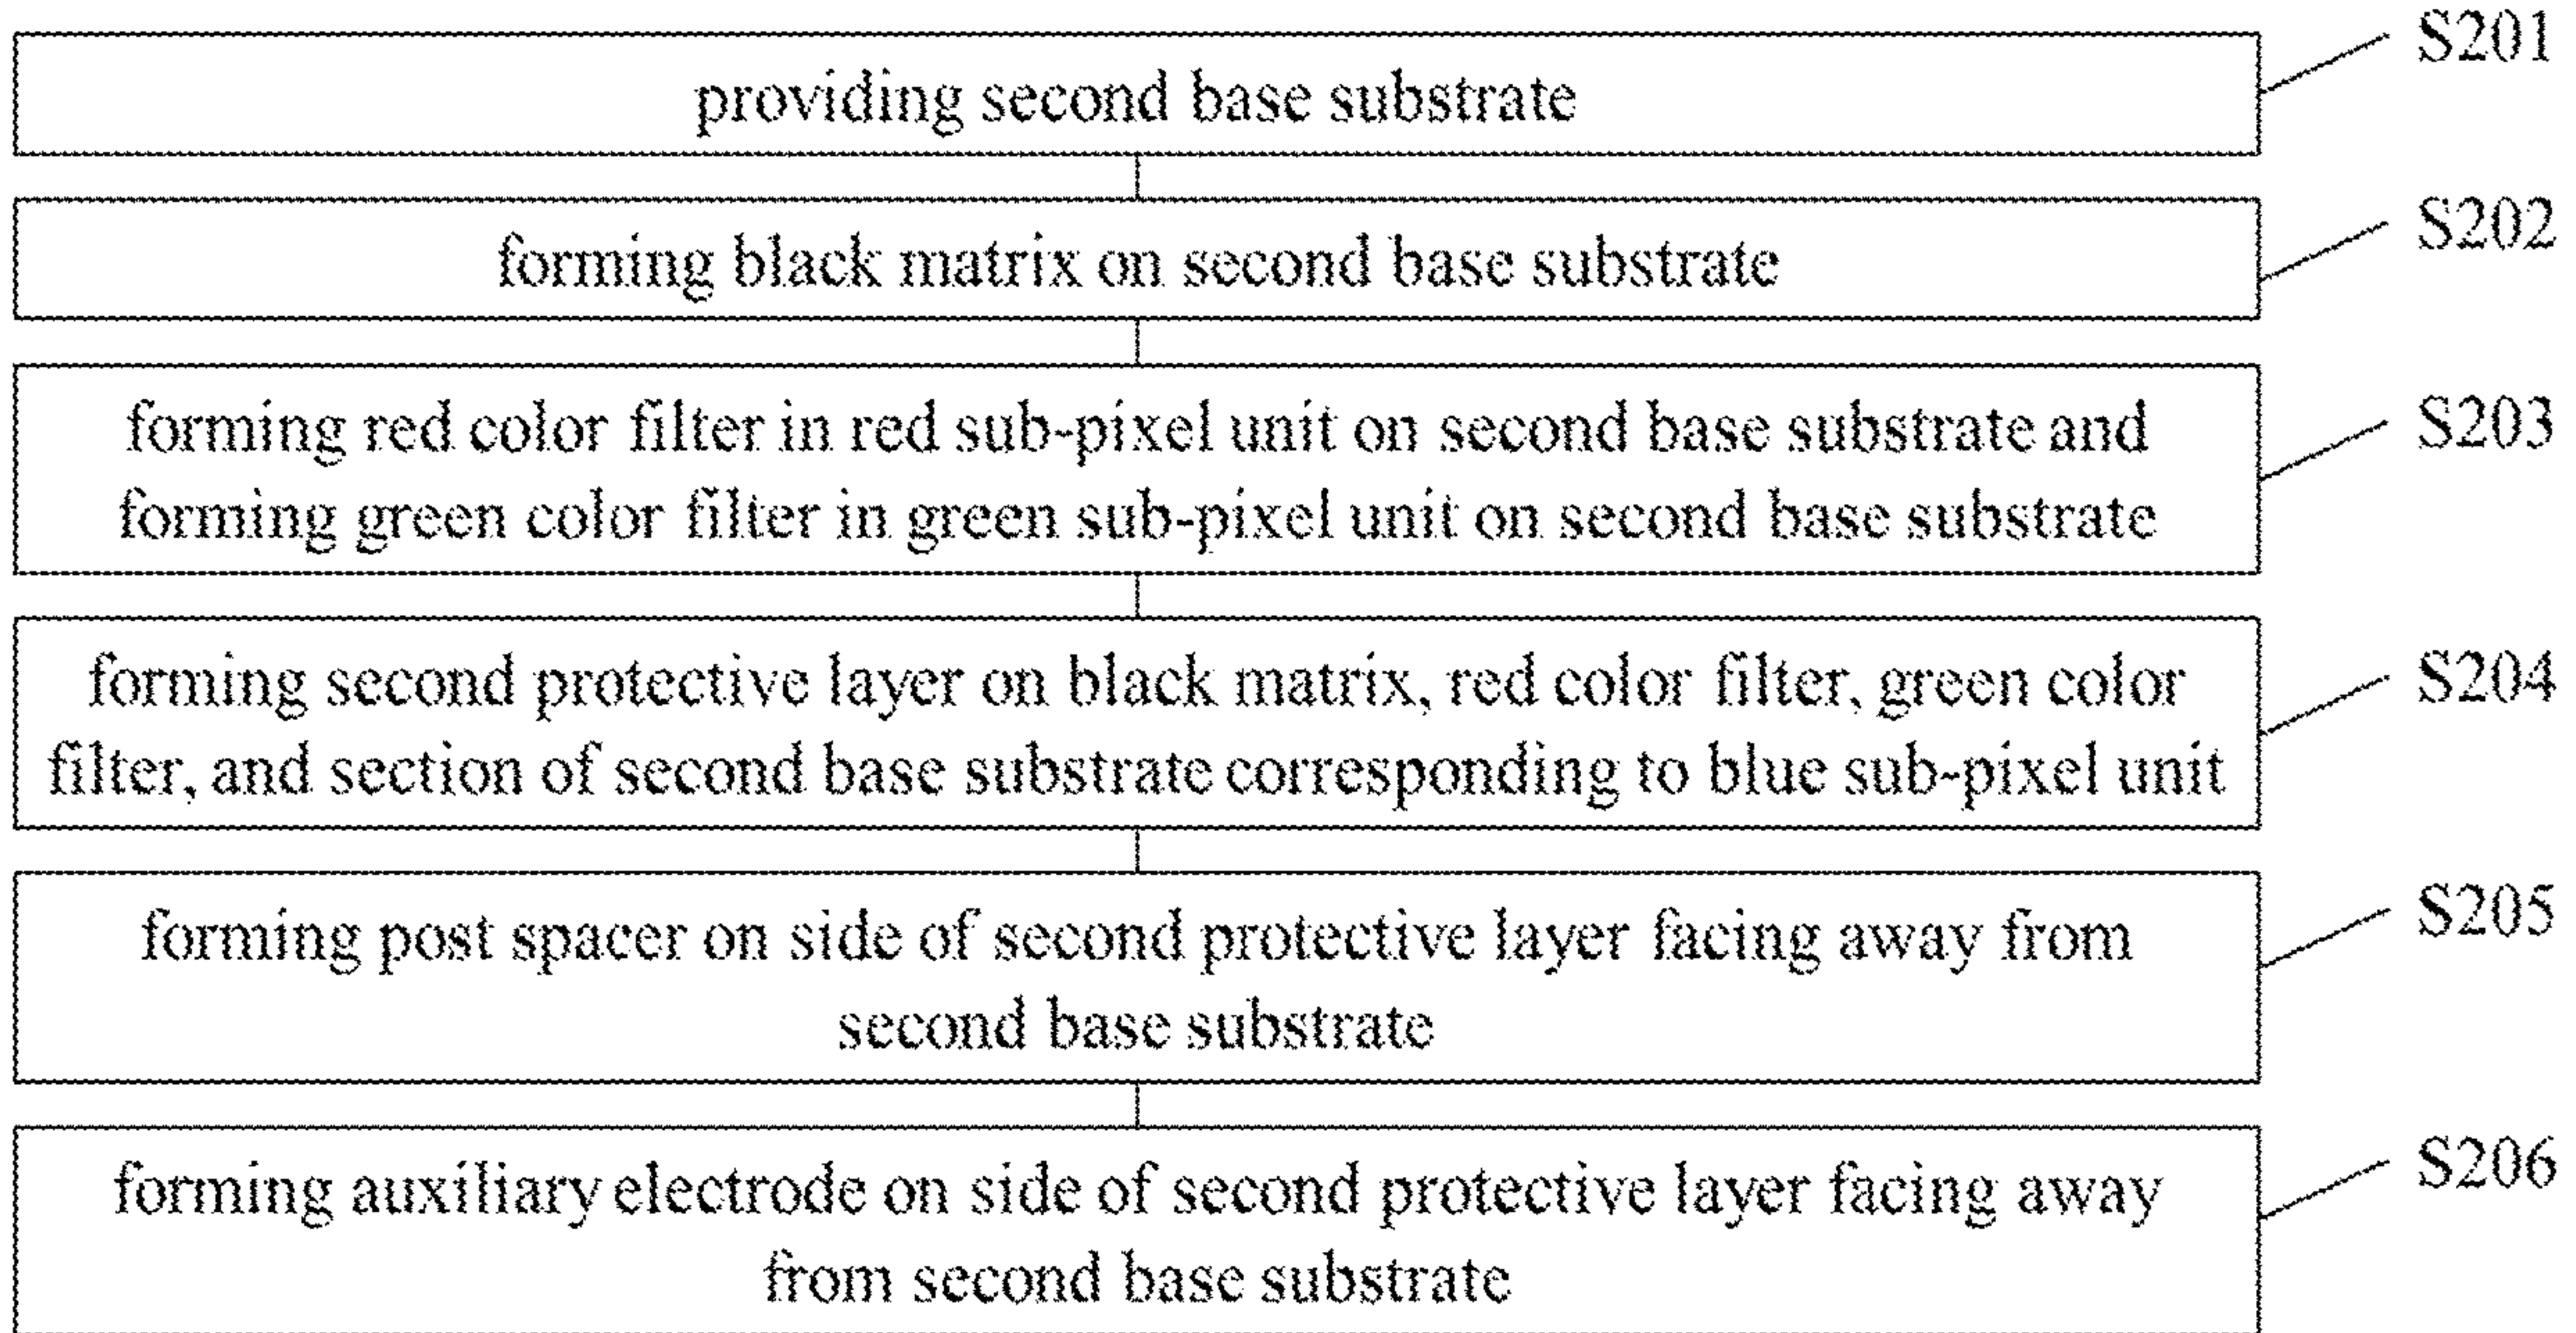 S201
providing second base substrate
S202
forming black matrix on second base substrate
S203
forming red color filter in red sub-pixel unit on second base substrate and
forming green color filter in green sub-pixel unit on second base substrate
S204
forming second protective layer on black matrix, red color filter, green color
filter, and section of second base substrate corresponding to blue sub-pixel unit
S205
forming post spacer on side of second protective layer facing away from
second base substrate
S206
forming auxiliary electrode on side of second protective layer facing away
from second base substrate